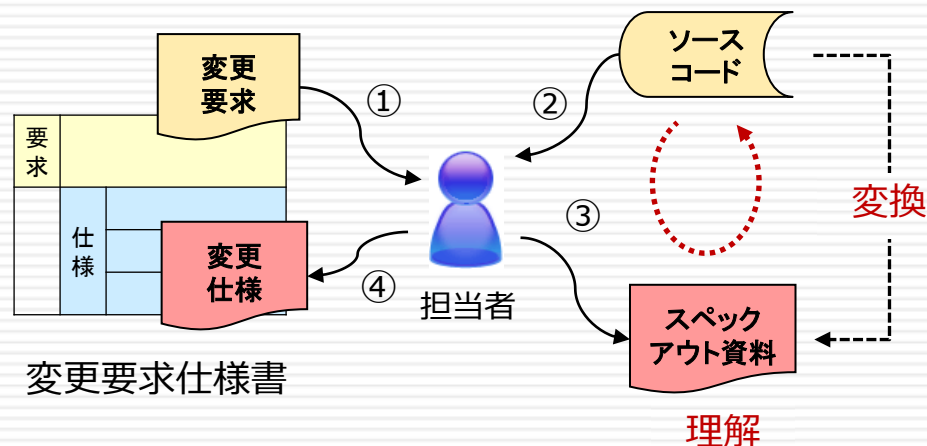 変更
要求
①
②
ソース
コード
要
求
仕
様
変更
仕様
④
担当者
③
変換
スペック
アウト資料
変更要求仕様書
理解